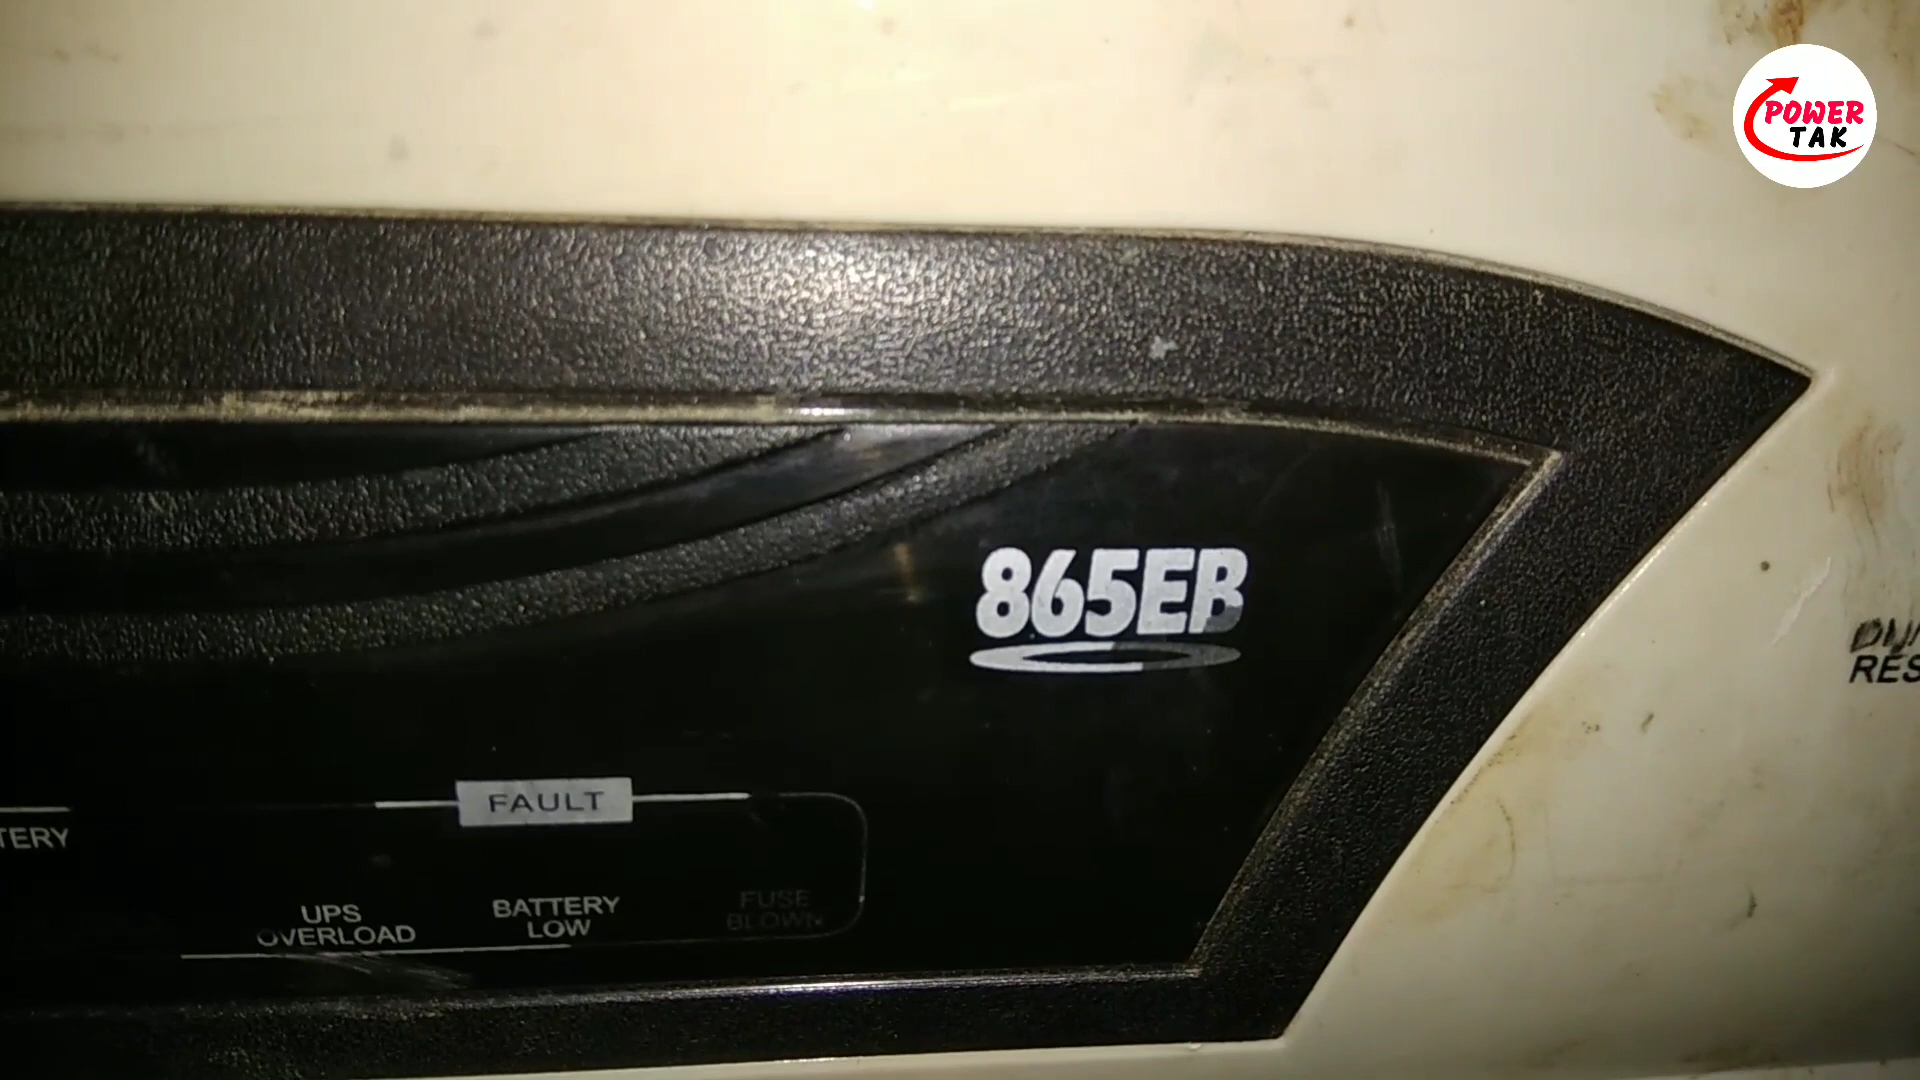 POWER
TAK
865EB
RES
FAULT
TERY
UPS
OVERLOAD
BATTERY
LOW
FUSE
BLOWN